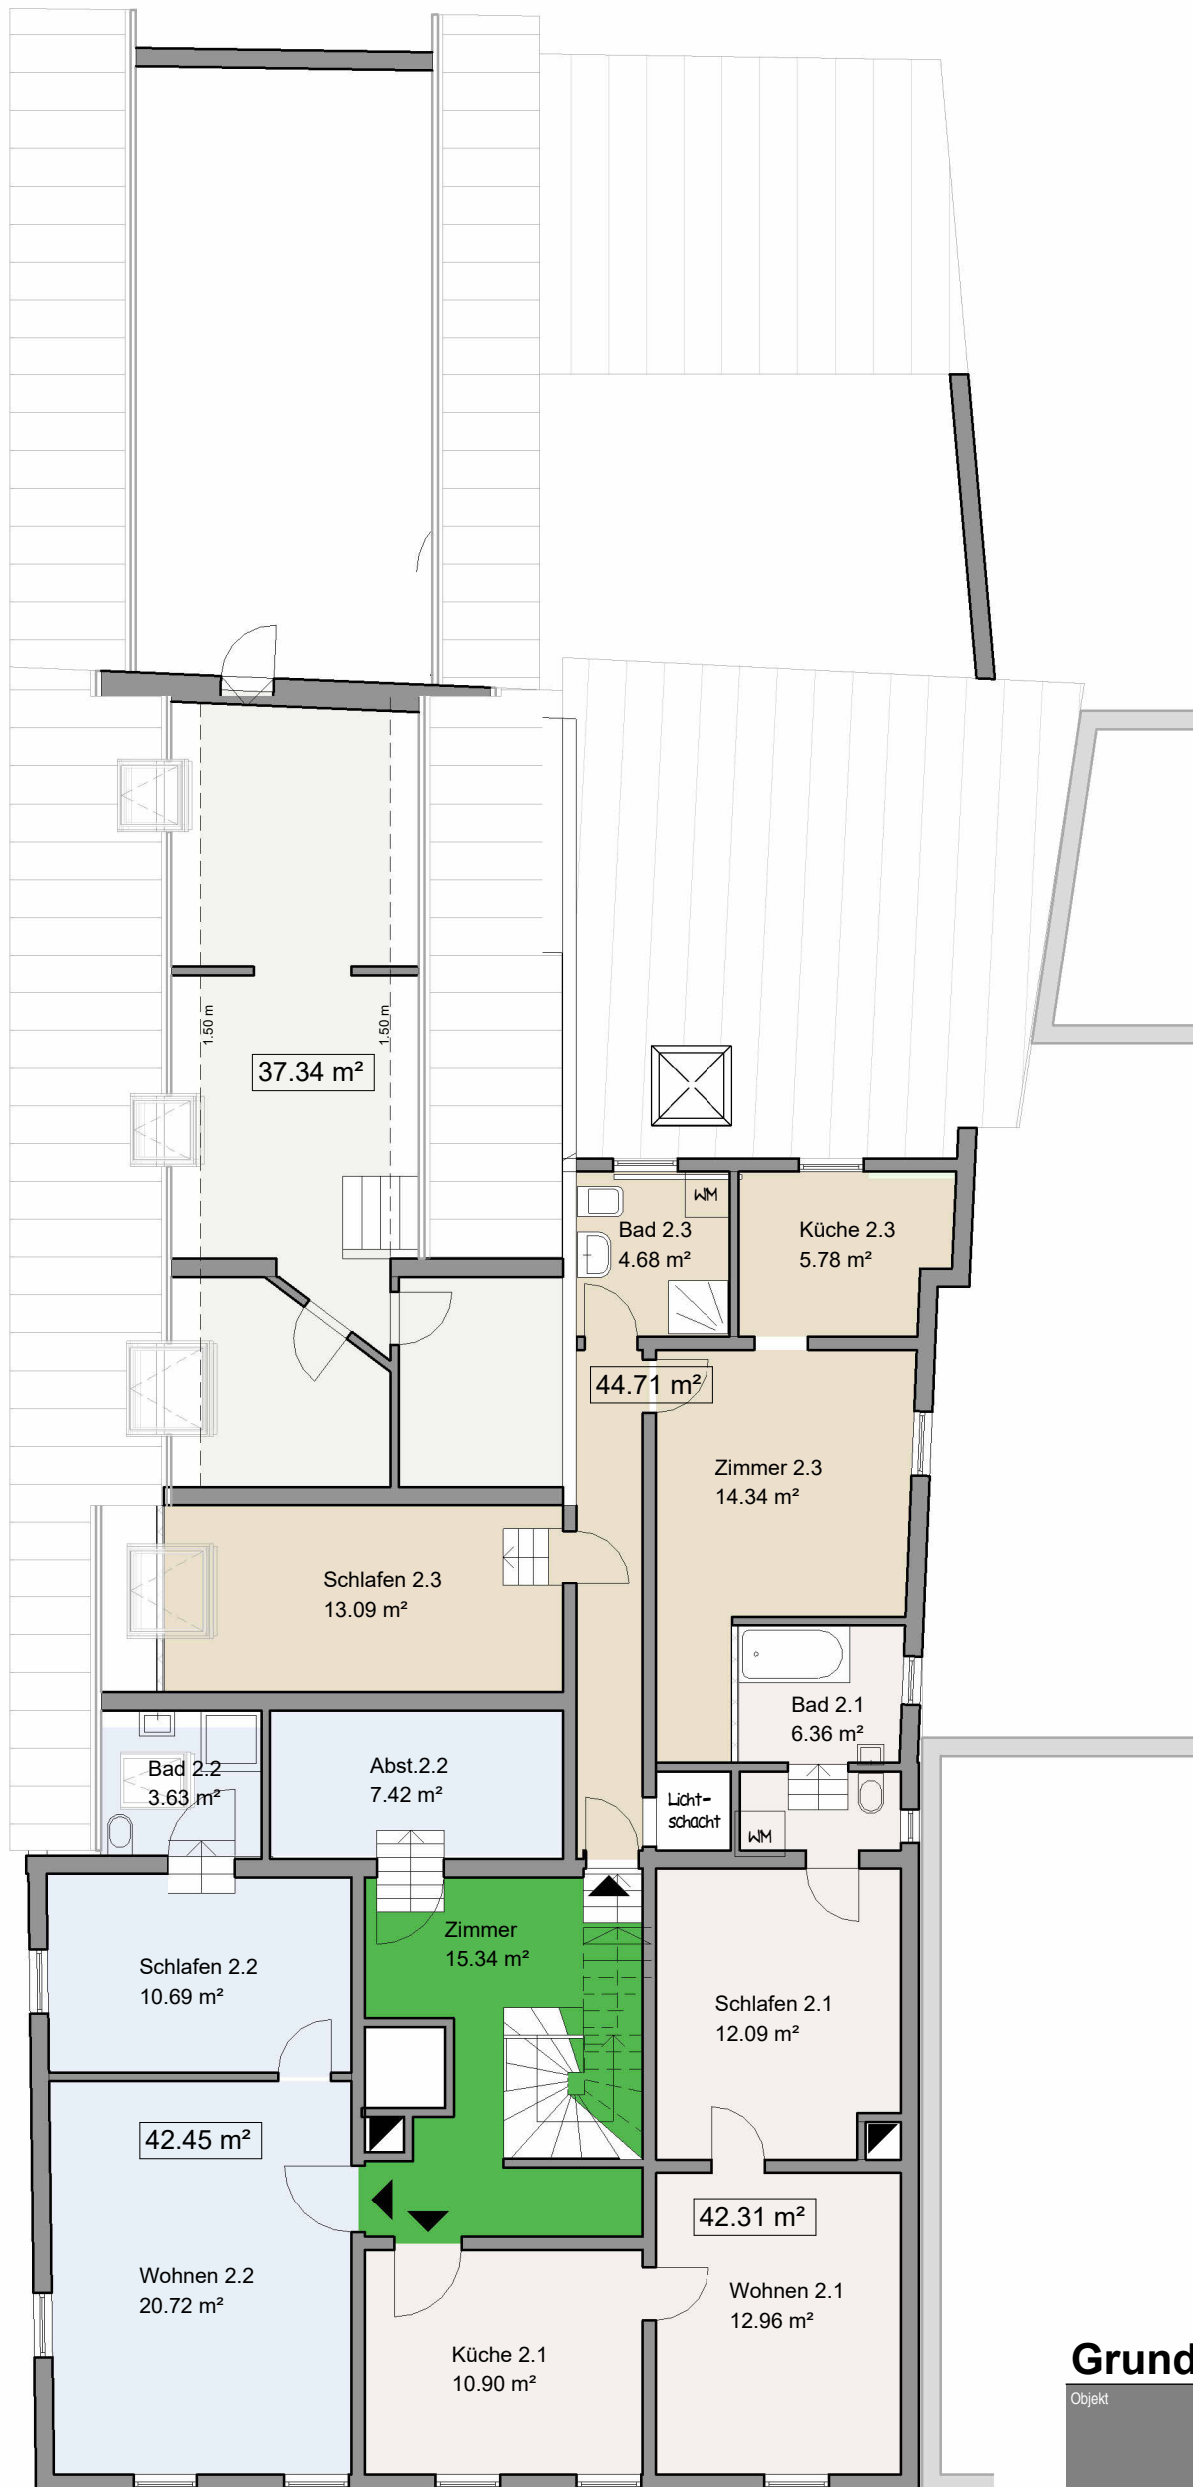 1.50 m
1.50 m
37.34 m²
WM
Bad 2.3
4.68 m²
Küche 2.3
5.78 m²
44.71 m²
Zimmer 2.3
14.34 m²
Schlafen 2.3
13.09 m²
Bad 2.1
6.36 m²
Bad 2.2
3.63 m²
Abst.2.2
7.42 m²
Licht-
schacht
WM
Zimmer
15.34 m²
Schlafen 2.2
10.69 m²
Schlafen 2.1
12.09 m²
42.45 m²
42.31 m²
Wohnen 2.2
20.72 m²
Wohnen 2.1
12.96 m²
Küche 2.1
10.90 m²
Grund
Objekt